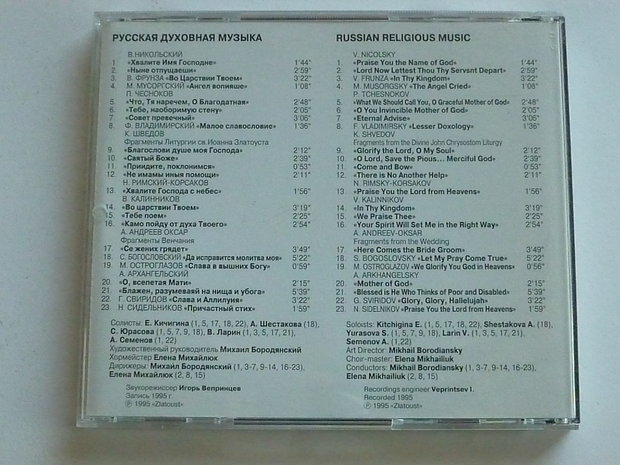 РУССКАЯ ДУХОВНАЯ МУЗЫКА
В.НИКОЛЬСКИЙ
1. «Хвалите Имя Господне» 1'44"
2. «Ныне отпущаеши» 2'59"
3. В. ФРУНЗА «Во Царствии Твоем» 3'22"
4. М. МУСОРГСКИЙ «Ангел вопияше» 1'08"
П. ЧЕСНОКОВ
5. «Что, Тя наречем, О Благодатная» 2'48"
6. «Тебе, наоборимую стену» 2'05"
7. «Совет превечный» 3'06"
8. Ф. ВЛАДИМИРСКИЙ «Малое славословие» 1'36"
К. ШВЕДОВ
Фрагменты Литургии св.Иоанна Златоуста
9. «Благослови душе моя Господа» 2'12"
10. «Святый Боже» 2'39"
11. «Приидите, поклонимся» 0'53"
12. «Не имамы иныя помощи» 2'11"
Н. РИМСКИЙ-КОРСАКОВ
13. «Хвалите Господа с небес» 1'56"
В. КАЛИННИКОВ
14. «Во царствии Твоем» 3'19"
15. «Тебе поем» 2'25"
16. «Камо пойду от духа Твоего» 2'54"
А. АНДРЕЕВ ОКСАР
Фрагменты Венчания
17. «Се жених грядет» 3'49"
18. С. БОГОСЛОВСКИЙ «Да исправится молитва моя» 5'22"
19. М. ОСТРОГЛАЗОВ «Слава в вышних Богу» 0'59"
А. АРХАНГЕЛЬСКИЙ
20. «О, всепетая Мати» 2'15"
21. «Блажен, разумеваяй на нища и убога» 5'39"
22. Г. СВИРИДОВ «Слава и Аллилуия» 3'22"
23. Н. СИДЕЛЬНИКОВ «Причастный стих» 1'59"
Солисты: Е. Кичигина (1, 5, 17, 18, 22), А. Шестакова (18),
С. Юрасова (1, 5, 7, 9, 18), В. Ларин (1, 3, 5, 17, 21),
А. Семенов (1, 22)
Художественный руководитель Михаил Бородянский
Хормейстер Елена Михайлюк
Дирижеры: Михаил Бородянский (1, 3-7, 9-14, 16-23),
Елена Михайлюк (2, 8, 15)
Звукорежиссер Игорь Вепринцев
Запись 1995 г.
℗ 1995 «Zlatoust»
RUSSIAN RELIGIOUS MUSIC
V. NICOLSKY
1. «Praise You the Name of God» 1'44"
2. «Lord Now Lettest Thou Thy Servsnt Depart» 2'59"
3. V. FRUNZA «In Thy Kingdom» 3'22"
4. M. MUSORGSKY «The Angel Cried» 1'08"
P. TCHESNOKOV
5. «What We Should Call You, O Graceful Mother of God» 2'48"
6. «O You Invincible Mother of God» 2'05"
7. «Eternal Advise» 3'06"
8. F. VLADIMIRSKY «Lesser Doxology» 1'36"
K. SHVEDOV
Fragments from the Divine John Chrysostom Liturgy
9. «Glorify the Lord, O My Soul» 2'12"
10. «O Lord, Save the Pious... Merciful God» 2'39"
11. «Come and Bow» 0'53"
12. «There is No Another Help» 2'11"
N. RIMSKY-KORSAKOV
13. «Praise You the Lord from Heavens» 1'56"
V. KALINNIKOV
14. «In Thy Kingdom» 3'19"
15. «We Praise Thee» 2'25"
16. «Your Spirit Will Set Me in the Right Way» 2'54"
A. ANDREEV-OKSAR
Fragments from the Wedding
17. «Here Comes the Bride Groom» 3'49"
18. S. BOGOSLOVSKY «Let My Pray Come True» 5'22"
19. M. OSTROGLAZOV «We Glorify You God in Heavens» 0'59"
A. ARKHANGELSKY
20. «Mother of God» 2'15"
21. «Blessed is He Who Thinks of Poor and Disabled» 5'39"
22. G. SVIRIDOV «Glory, Glory, Hallelujah» 3'22"
23. N. SIDELNIKOV «Praise You the Lord from Heavens» 1'59"
Soloists: Kitchigina E. (1, 5, 17, 18, 22), Shestakova A. (18),
Yurasova S. (1, 5, 7, 9, 18), Larin V. (1, 3, 5, 17, 21),
Semenov A. (1, 22)
Art Director: Mikhail Borodiansky
Choir-master: Elena Mikhailiuk
Conductors: Mikhail Borodiansky (1, 3-7, 9-14, 16-23),
Elena Mikhailiuk (2, 8, 15)
Recordings engineer Veprintsev I.
Recorded 1995
℗ 1995 «Zlatoust»